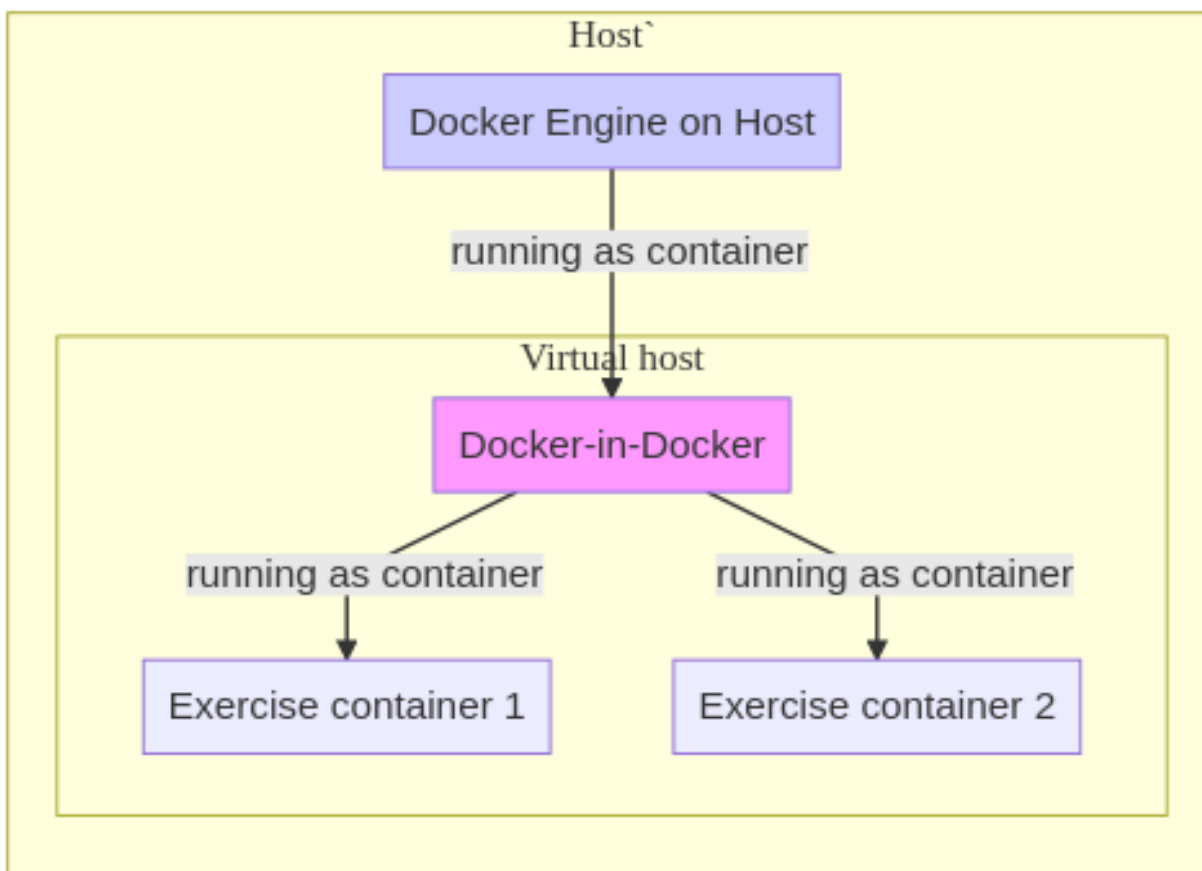 Host`
Docker Engine on Host
running as container
Virtual host
Docker-in-Docker
running as container
running as container
Exercise container 1
Exercise container 2